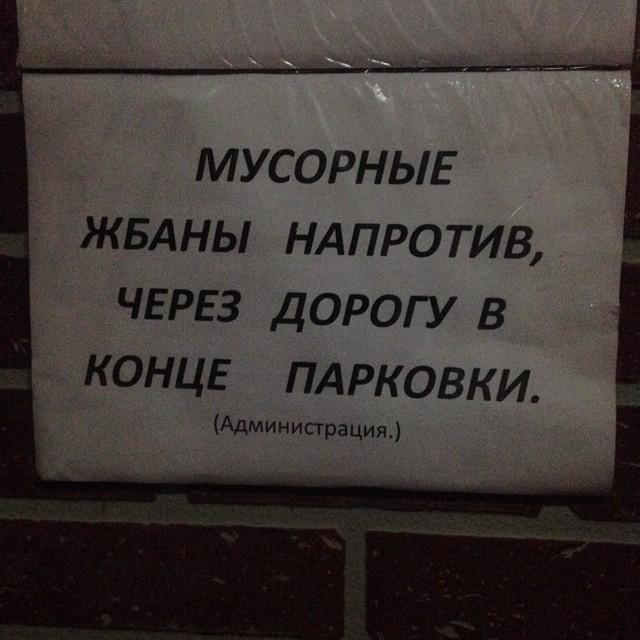 МУСОРНЫЕ
ЖБАНЫ НАПРОТИВ,
ЧЕРЕЗ ДОРОГУ В
КОНЦЕ ПАРКОВКИ.
(Администрация.)